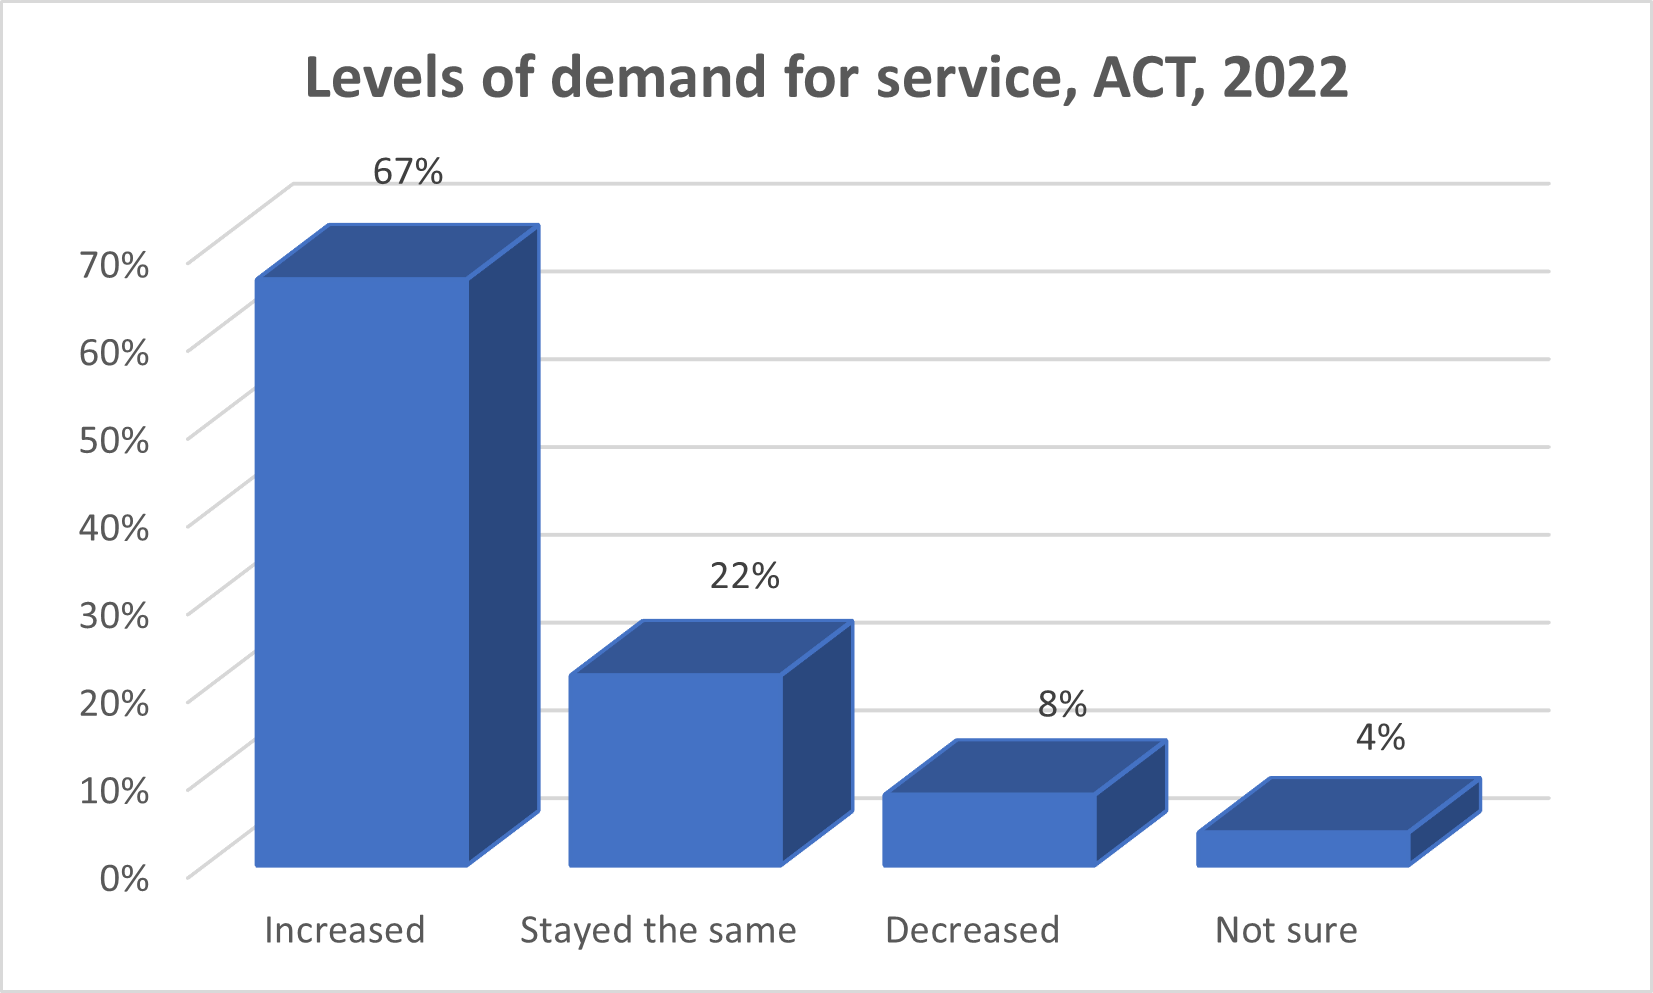 Levels of demand for service, ACT, 2022
67%
70%
60%
50%
40%
22%
30%
20%
8%
4%
10%
0%
Increased
Stayed the same
Decreased
Not sure